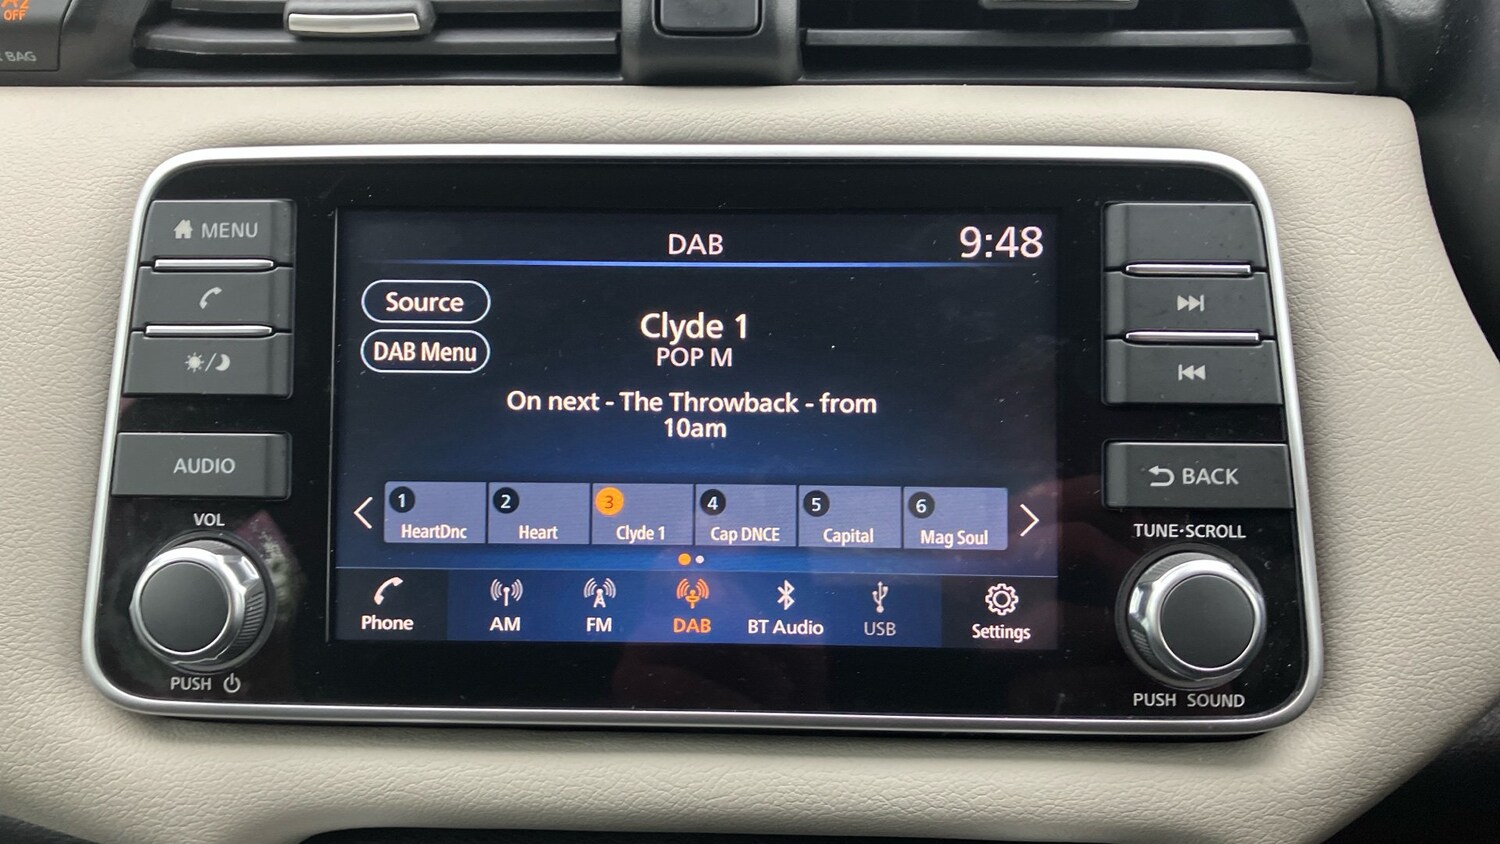 OFF
BAG
MENU
AUDIO
VOL
PUSH
DAB
9:48
Source
DAB Menu
Clyde 1
POP M
On next - The Throwback - from
10am
1 HeartDnc
2 Heart
3 Clyde 1
4 Cap DNCE
5 Capital
6 Mag Soul
Phone
AM
FM
DAB
BT Audio
USB
Settings
BACK
TUNE·SCROLL
PUSH SOUND